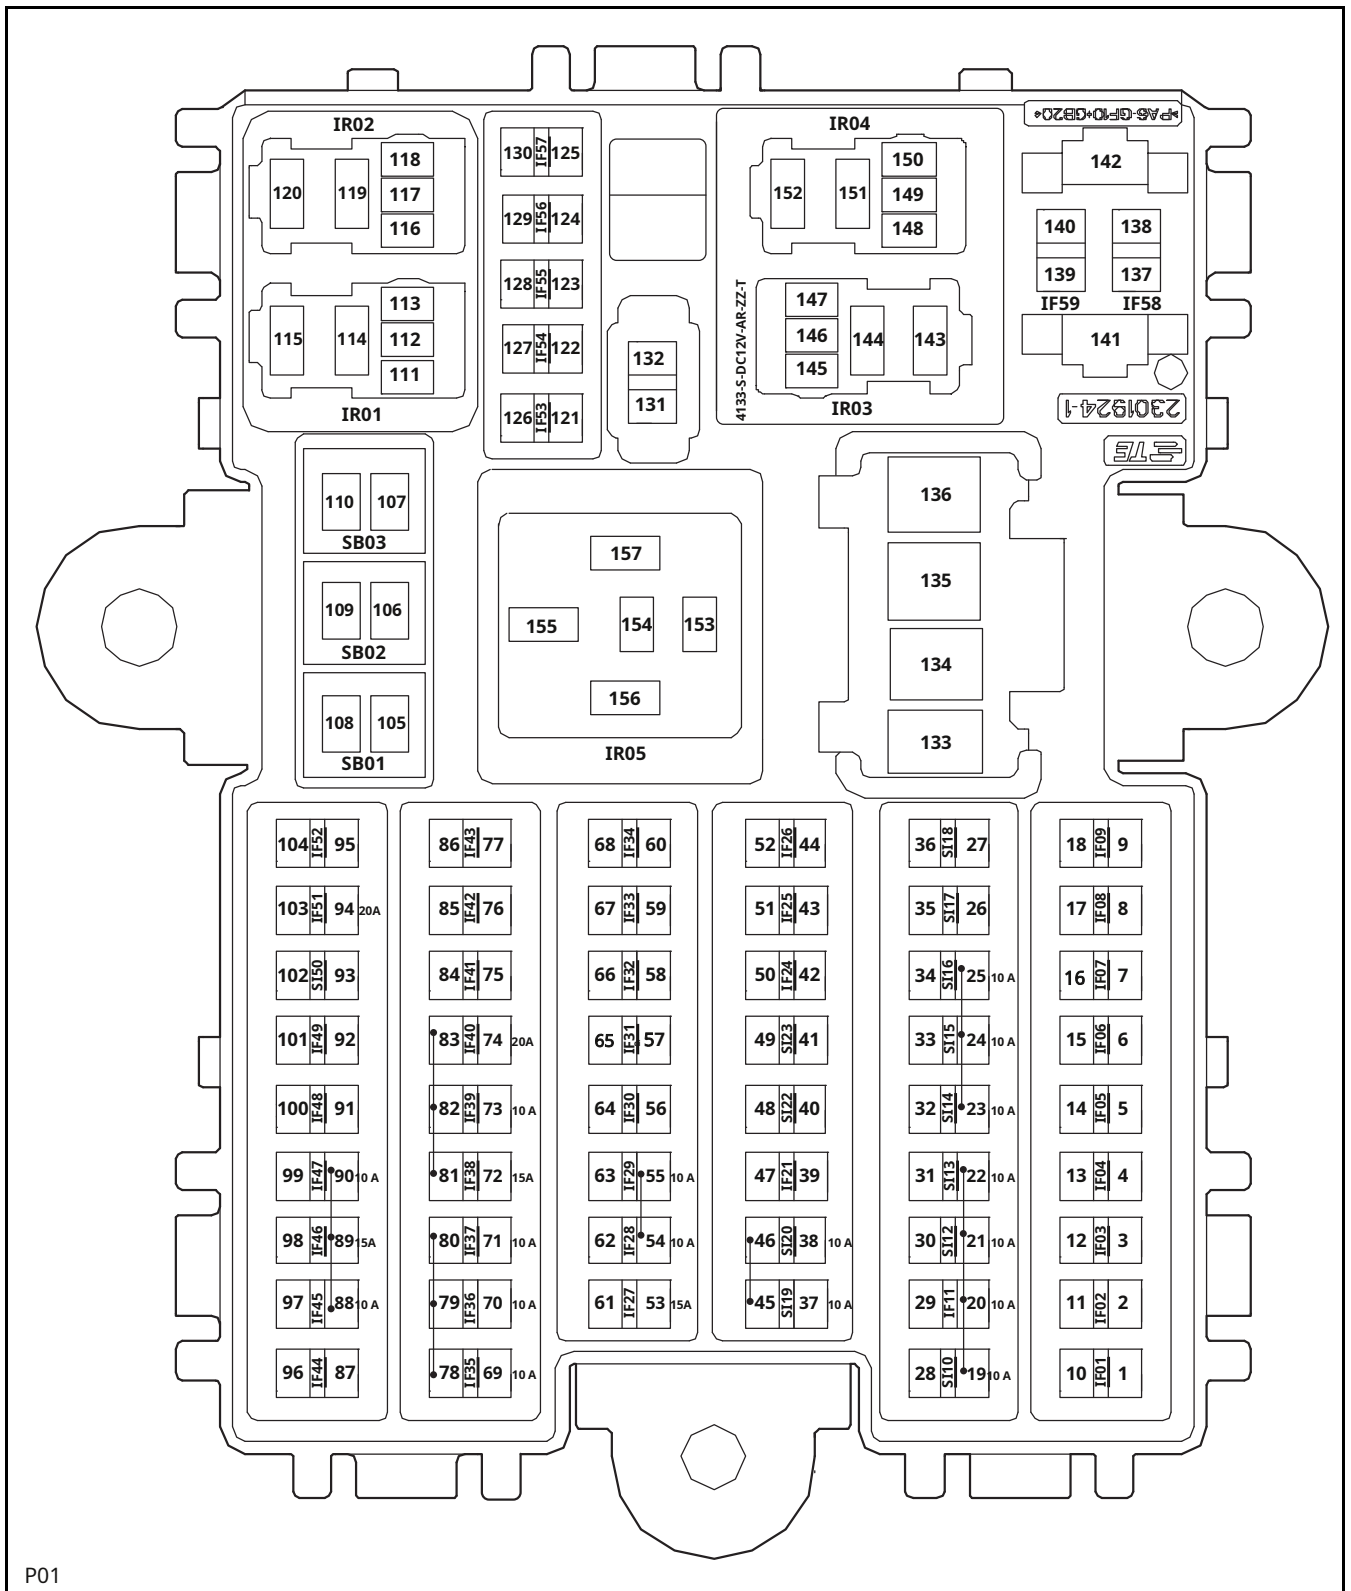 IR02
120 119 118
117
116
115 114 113
112
111
IR01
130 IF57 125
129 IF56 124
128 IF55 123
127 IF54 122
126 IF53 121
132
131
IR04
152 151 150
149
148
4133-S-DC12V-AR-ZZ-T
147
146
145
144 143
IR03
>PA6-GF10+GB20<
142
140 138
139 137
IF59 IF58
141
2301924-1
TE
110 107
SB03
109 106
SB02
108 105
SB01
157
155 154 153
156
IR05
136
135
134
133
104 IF52 95
103 IF51 94 20A
102 SI50 93
101 IF49 92
100 IF48 91
99 IF47 90 10 A
98 IF46 89 15A
97 IF45 88 10 A
96 IF44 87
86 IF43 77
85 IF42 76
84 IF41 75
83 IF40 74 20A
82 IF39 73 10 A
81 IF38 72 15A
80 IF37 71 10 A
79 IF36 70 10 A
78 IF35 69 10 A
68 IF34 60
67 IF33 59
66 IF32 58
65 IF31 57
64 IF30 56
63 IF29 55 10 A
62 IF28 54 10 A
61 IF27 53 15A
52 IF26 44
51 IF25 43
50 IF24 42
49 SI23 41
48 SI22 40
47 IF21 39
46 SI20 38 10 A
45 SI19 37 10 A
36 SI18 27
35 SI17 26
34 SI16 25 10 A
33 SI15 24 10 A
32 SI14 23 10 A
31 SI13 22 10 A
30 SI12 21 10 A
29 IF11 20 10 A
28 SI10 19 10 A
18 IF09 9
17 IF08 8
16 IF07 7
15 IF06 6
14 IF05 5
13 IF04 4
12 IF03 3
11 IF02 2
10 IF01 1
P01